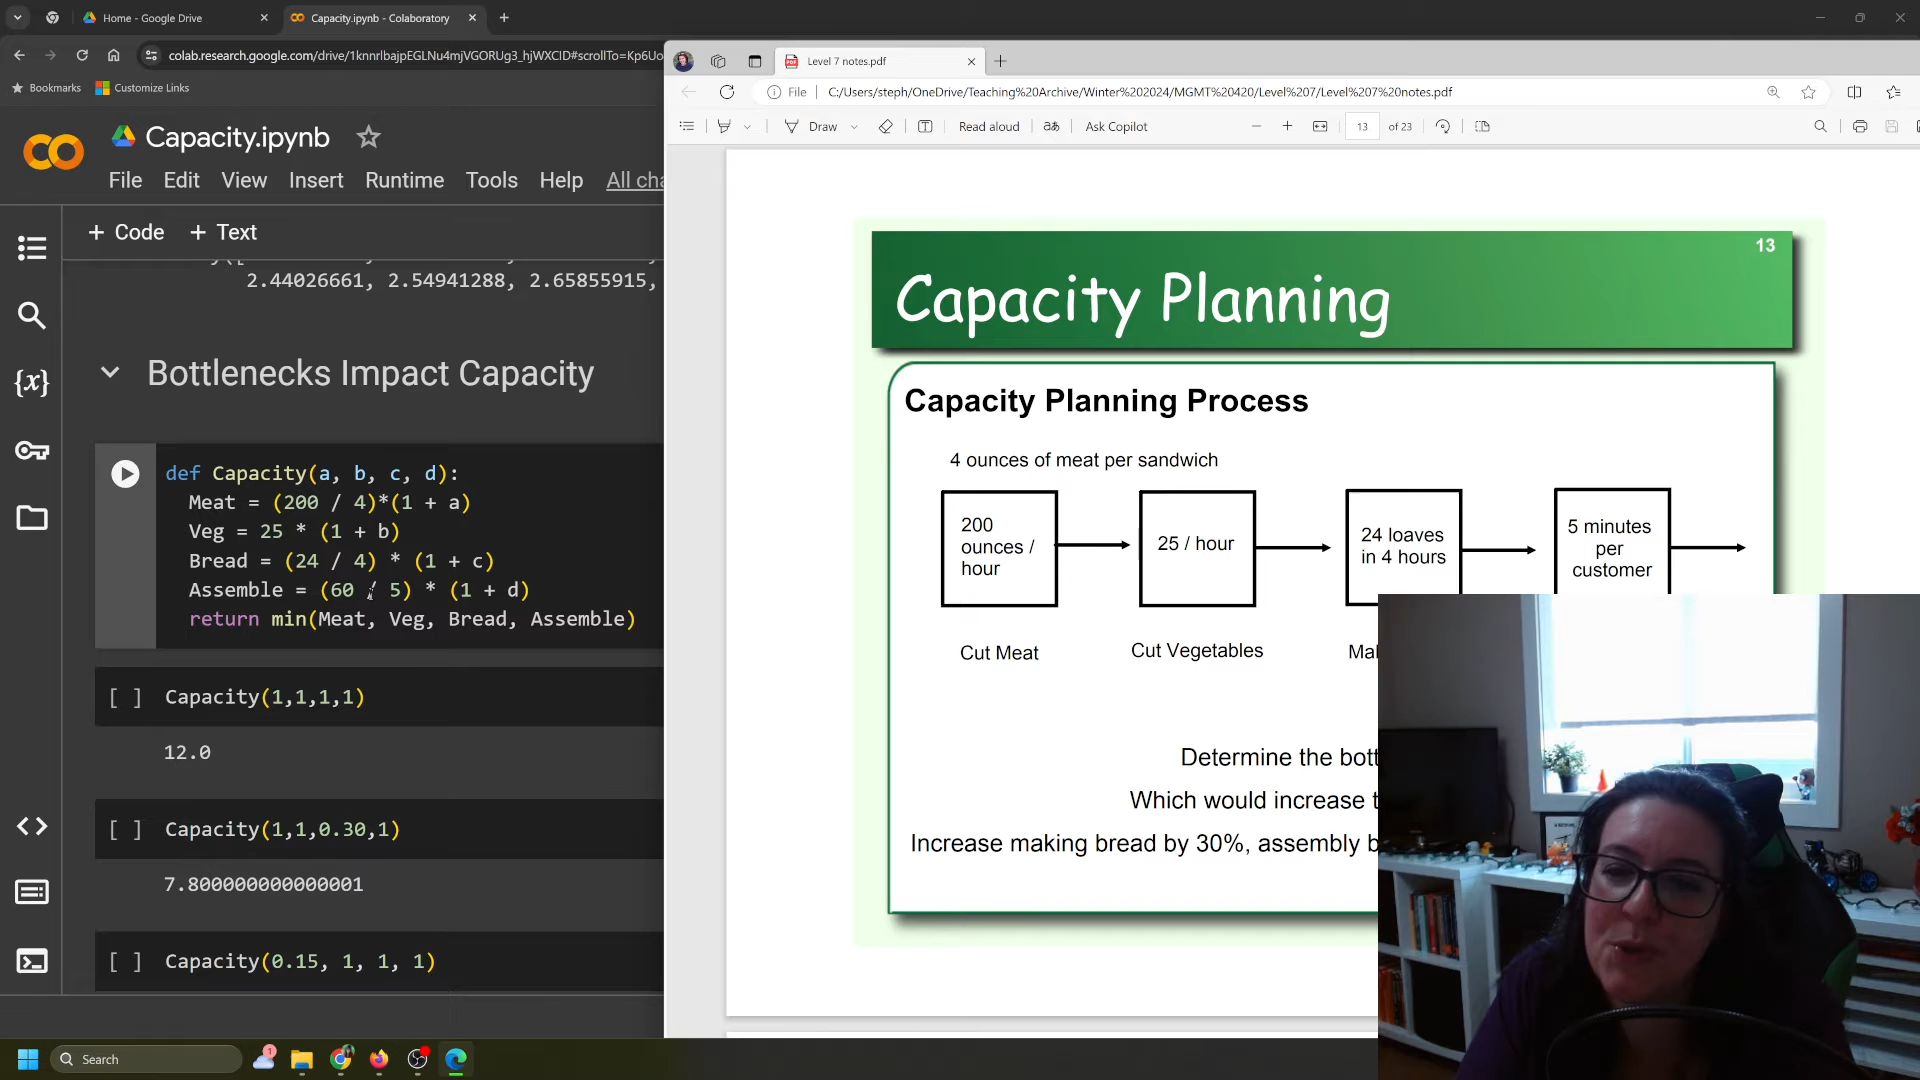 Home - Google Drive
Capacity.ipynb - Colaboratory
colab.research.google.com/drive/1knnrlbajpEGLNu4mjVGORUg3_hjWXCID#scrollTo=Kp6Uo
Bookmarks
Customize Links
Capacity.ipynb
File Edit View Insert Runtime Tools Help All cha
+ Code + Text
2.44026661, 2.54941288, 2.65855915,
Bottlenecks Impact Capacity
def Capacity(a, b, c, d):
Meat = (200 / 4)*(1 + a)
Veg = 25 * (1 + b)
Bread = (24 / 4) * (1 + c)
Assemble = (60 / 5) * (1 + d)
return min(Meat, Veg, Bread, Assemble)
[ ] Capacity(1,1,1,1)
12.0
[ ] Capacity(1,1,0.30,1)
7.800000000000001
[ ] Capacity(0.15, 1, 1, 1)
Level 7 notes.pdf
File
C:/Users/steph/OneDrive/Teaching%20Archive/Winter%202024/MGMT%20420/Level%207/Level%207%20notes.pdf
Draw
Read aloud
Ask Copilot
13 of 23
13
Capacity Planning
Capacity Planning Process
4 ounces of meat per sandwich
200
ounces /
hour
25 / hour
24 loaves
in 4 hours
5 minutes
per
customer
Cut Meat
Cut Vegetables
Mal
Determine the bott
Which would increase t
Increase making bread by 30%, assembly b
Search
1